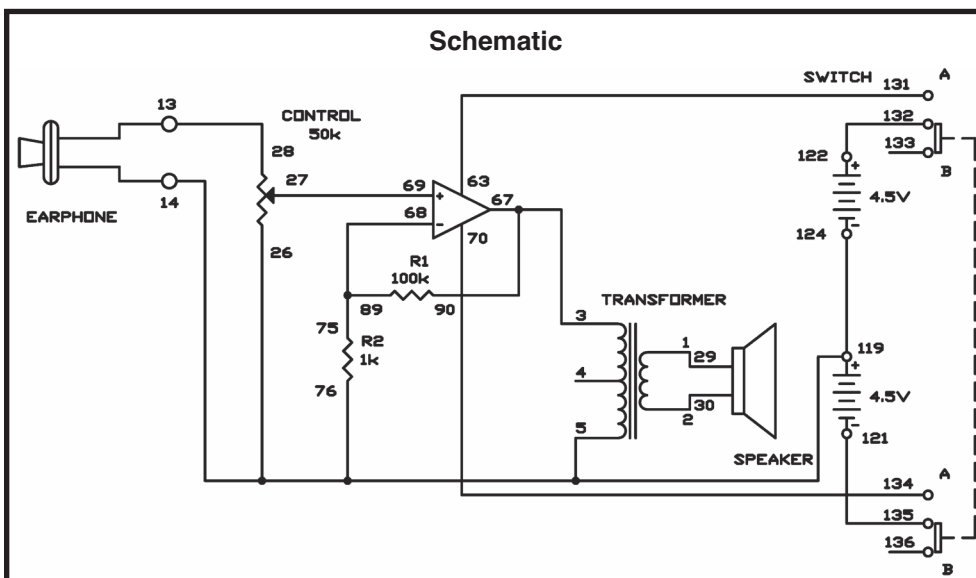 Schematic
SWITCH 131 A
13
CONTROL
50k
132
28
122 + 133
B
27
69 + 63
4.5V
14
68 - 67
EARPHONE
26
70
124 -
R1
100k
TRANSFORMER
89 90
3
75
R2
1k
1
29
119
+
76
4
4.5V
30
5
2
-
121
SPEAKER
134 A
135
136
B